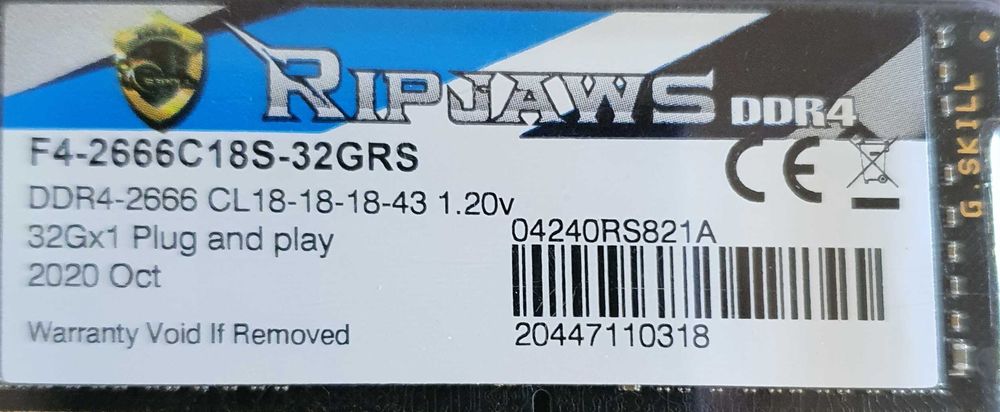 RIPJAWS DDR4
F4-2666C18S-32GRS
DDR4-2666 CL18-18-18-43 1.20v
32Gx1 Plug and play
2020 Oct
Warranty Void If Removed
CE
04240RS821A
20447110318
G.SKILL